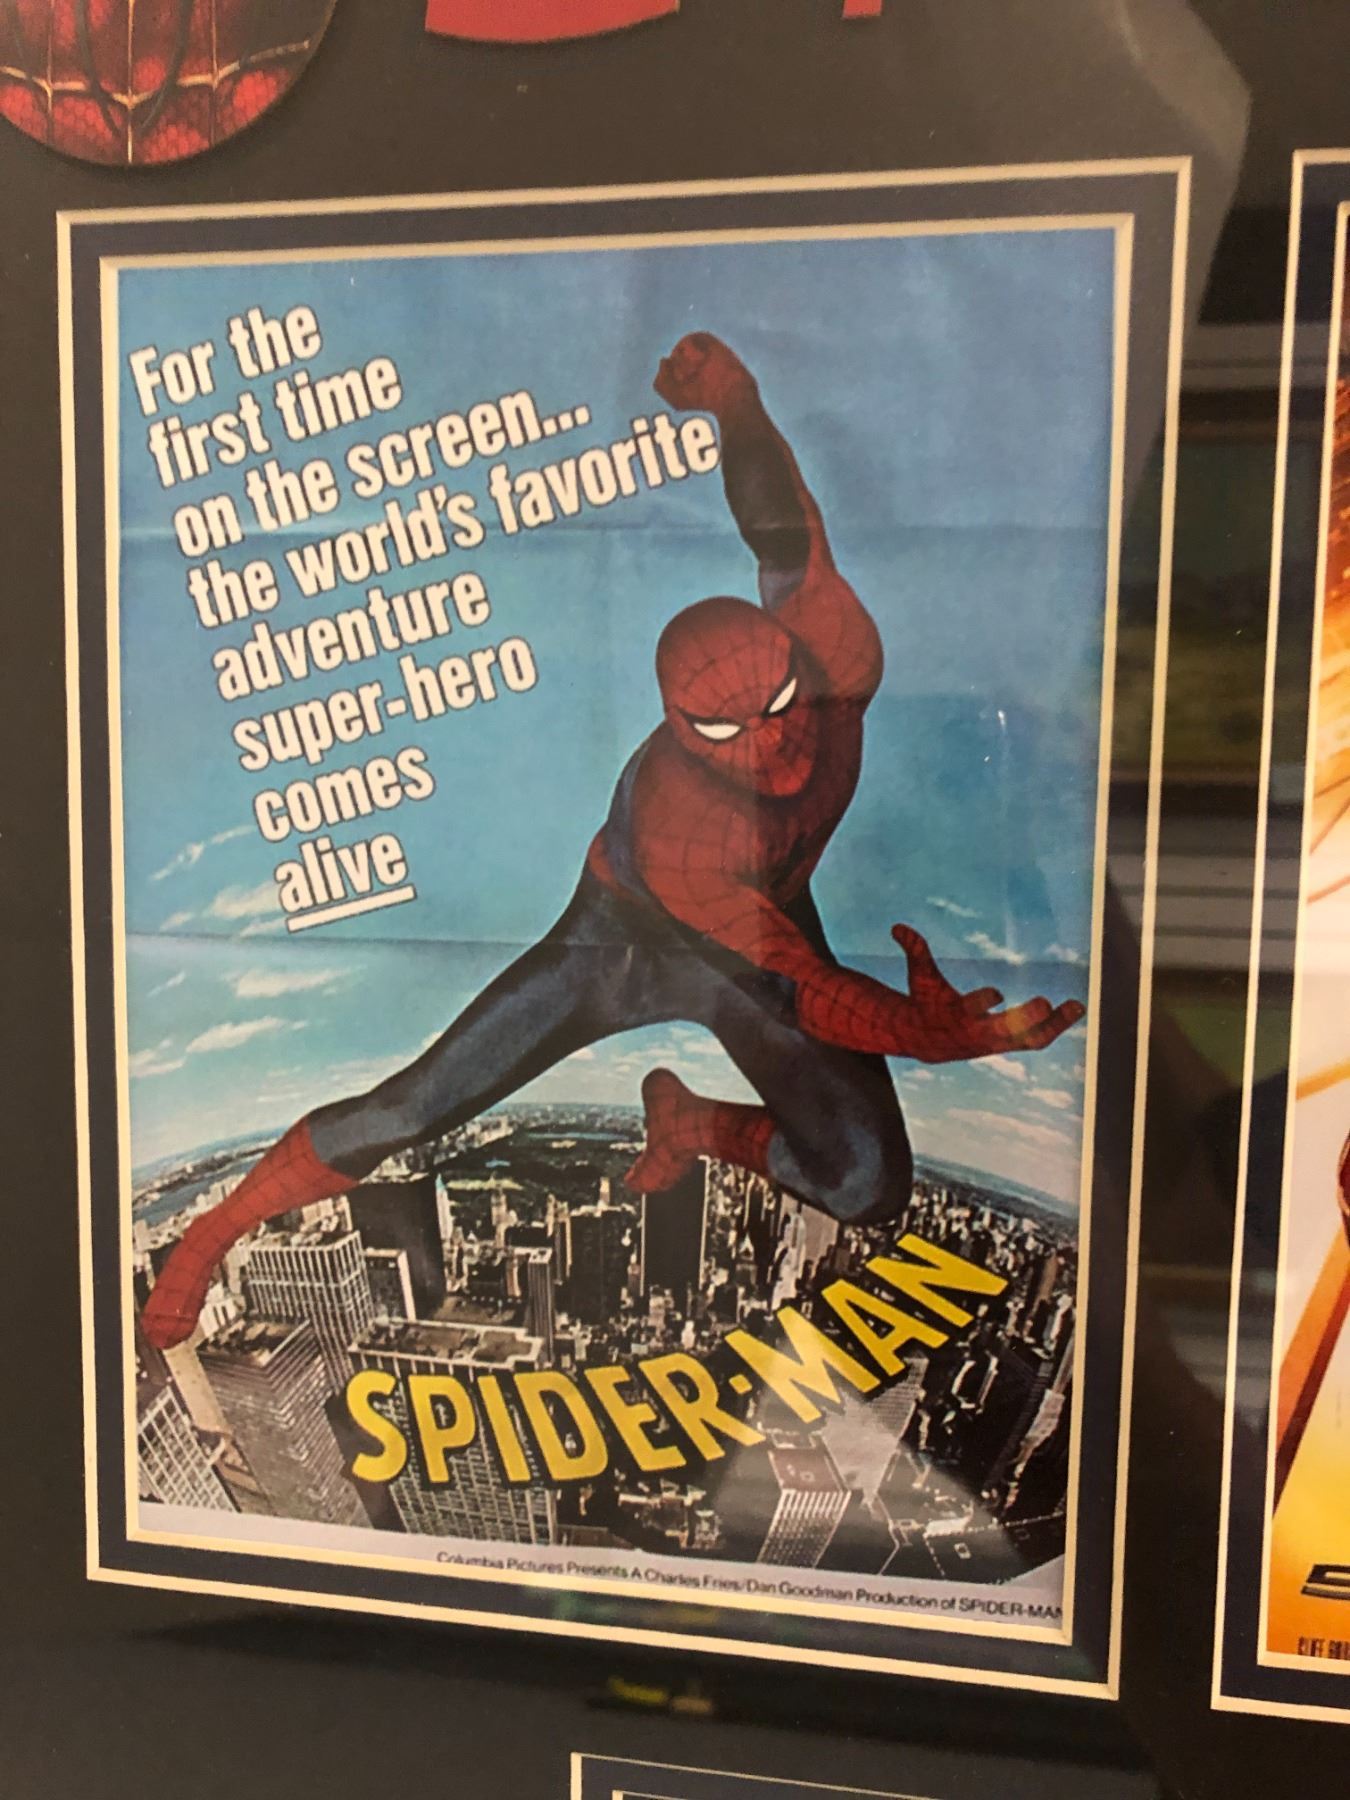 For the
first time
on the screen...
the world's favorite
adventure
super-hero
comes
alive
SPIDER-MAN
Columbia Pictures Presents A Charles Fries/Dan Goodman Production of SPIDER-MAN
CLIFF